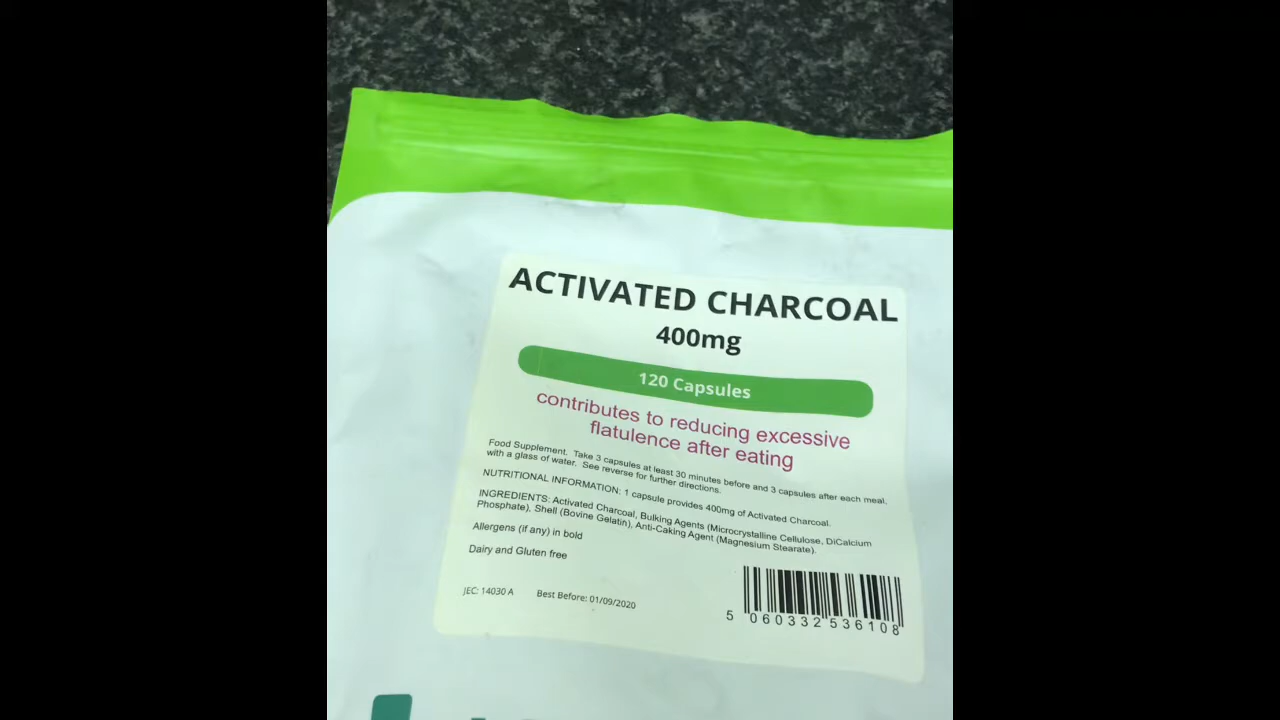 ACTIVATED CHARCOAL
400mg
120 Capsules
contributes to reducing excessive
flatulence after eating
Food Supplement. Take 3 capsules at least 30 minutes before and 3 capsules after each meal.
with a glass of water. See reverse for further directions.
NUTRITIONAL INFORMATION: 1 capsule provides 400mg of Activated Charcoal.
INGREDIENTS: Activated Charcoal, Bulking Agents (Microcrystalline Cellulose, DiCalcium
Phosphate), Shell (Bovine Gelatin), Anti-Caking Agent (Magnesium Stearate).
Allergens (if any) in bold
Dairy and Gluten free
JEC: 14030 A Best Before: 01/09/2020
5 060332 536108